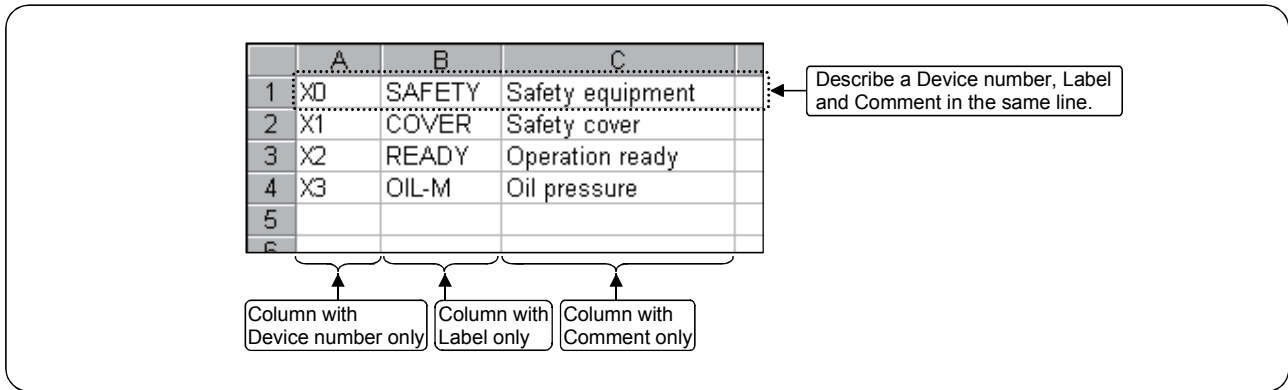 A B C
1 X0 SAFETY Safety equipment
2 X1 COVER Safety cover
3 X2 READY Operation ready
4 X3 OIL-M Oil pressure
5
6
Describe a Device number, Label
and Comment in the same line.
Column with
Device number only
Column with
Label only
Column with
Comment only